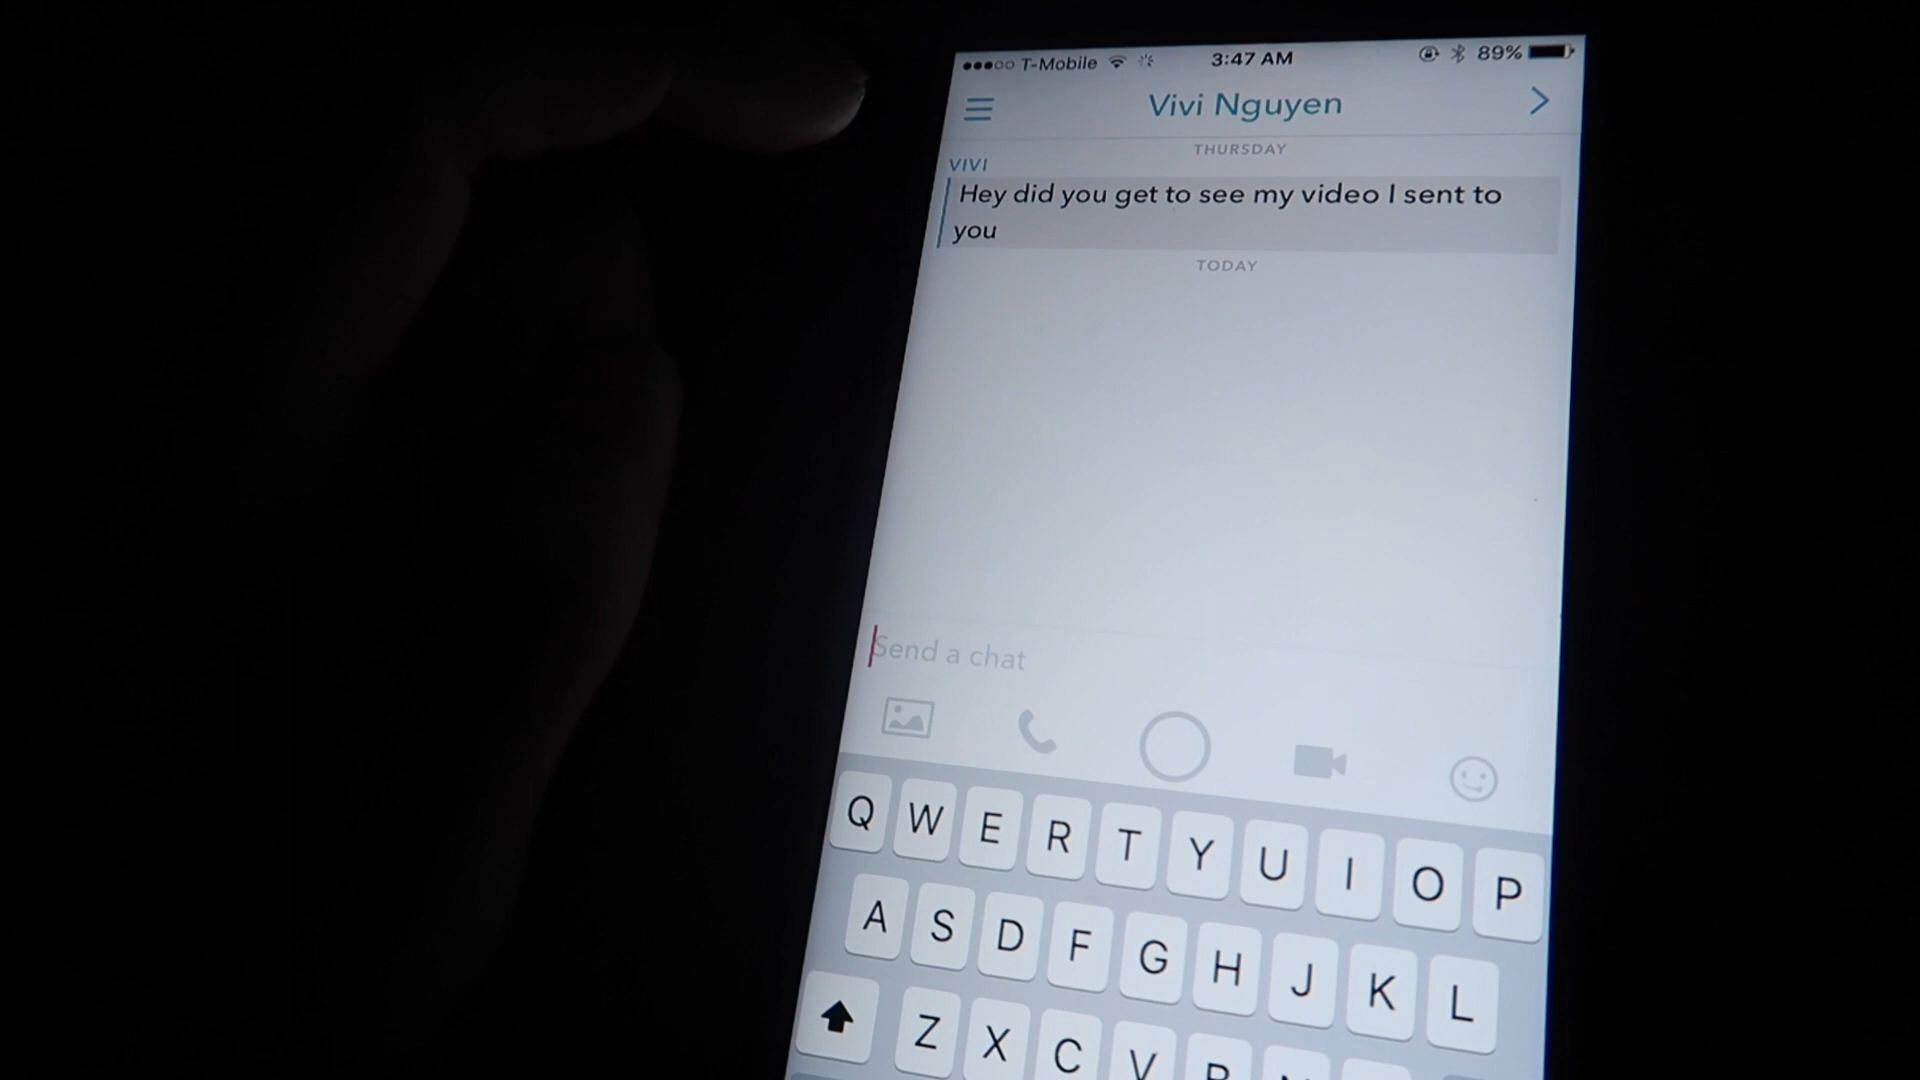 T-Mobile 3:47 AM 89%
Vivi Nguyen
THURSDAY
VIVI
Hey did you get to see my video I sent to
you
TODAY
Send a chat
Q W E R T Y U I O P
A S D F G H J K L
Z X C V